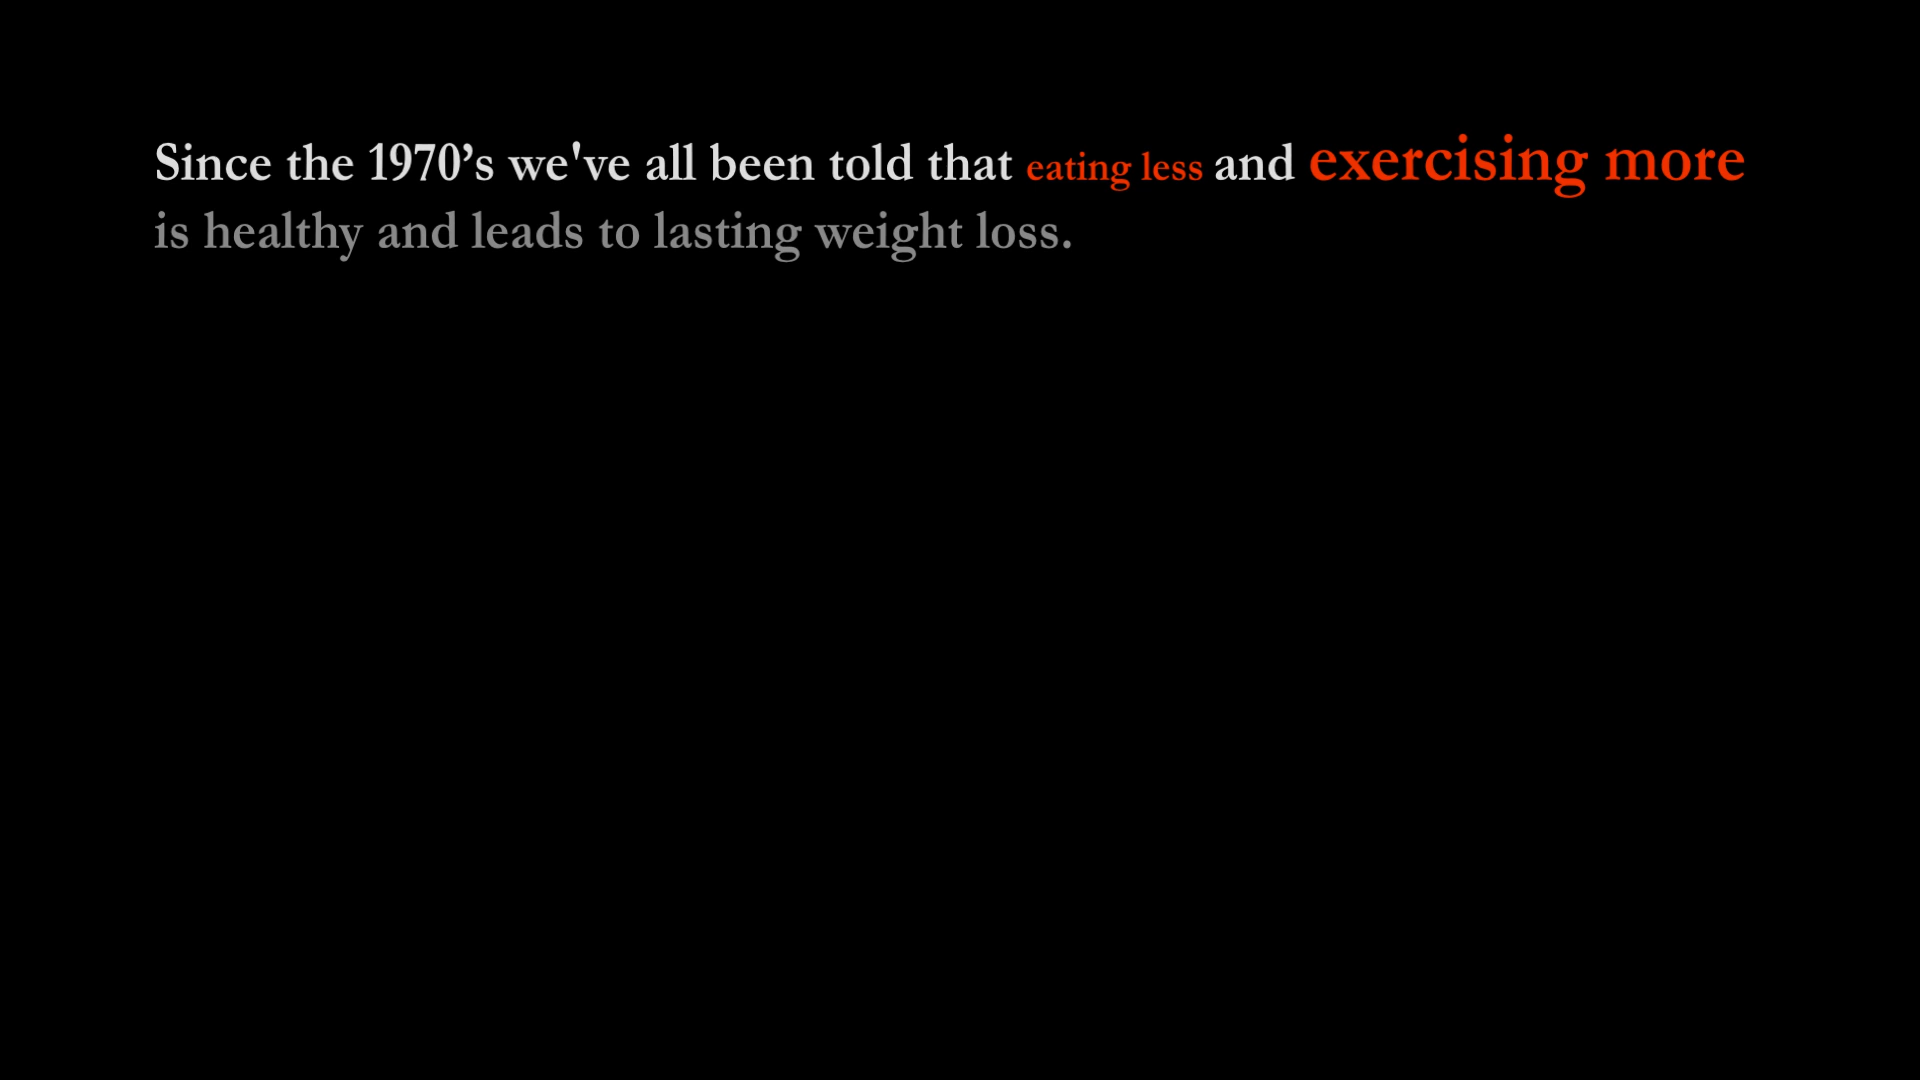 Since the 1970’s we've all been told that eating less and exercising more
is healthy and leads to lasting weight loss.